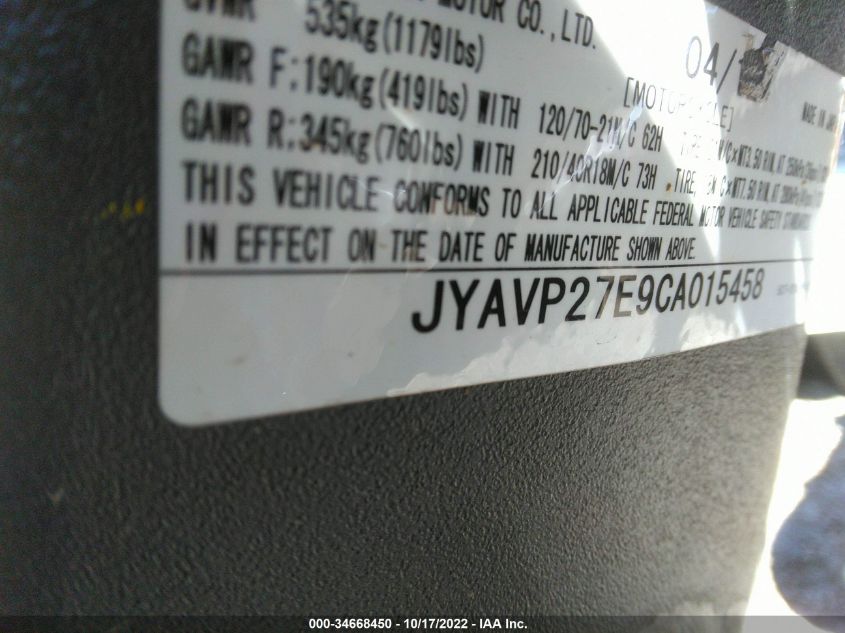 MOTOR CO., LTD.
GVWR 535kg(1179lbs) 04/
GAWR F:190kg(419lbs) WITH 120/70-21M/C 62H
GAWR R:345kg(760lbs) WITH 210/40R18M/C 73H TIRE,
THIS VEHICLE CONFORMS TO ALL APPLICABLE FEDERAL MOTOR VEHICLE SAFETY STANDARDS
IN EFFECT ON THE DATE OF MANUFACTURE SHOWN ABOVE.
JYAVP27E9CA015458
000-34668450 - 10/17/2022 - IAA Inc.